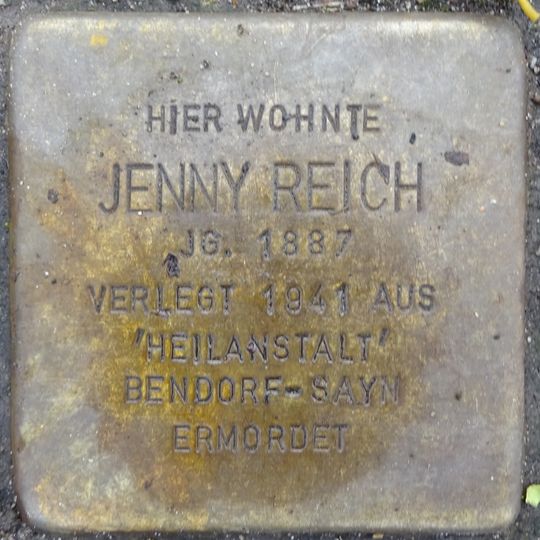 HIER WOHNTE
JENNY REICH
JG. 1887
VERLEGT 1941 AUS
'HEILANSTALT'
BENDORF-SAYN
ERMORDET